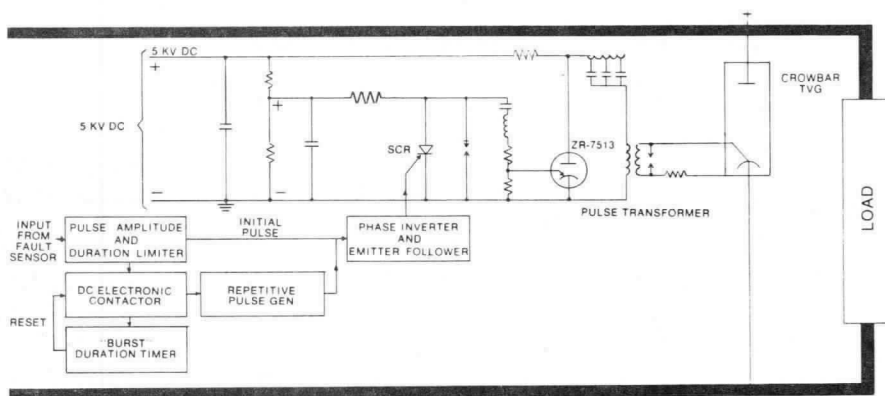 5 KV DC
+
5 KV DC
−
+
−
SCR
ZR-7513
CROWBAR
TVG
+
PULSE TRANSFORMER
LOAD
INPUT
FROM
FAULT
SENSOR
PULSE AMPLITUDE
AND
DURATION LIMITER
INITIAL
PULSE
PHASE INVERTER
AND
EMITTER FOLLOWER
DC ELECTRONIC
CONTACTOR
REPETITIVE
PULSE GEN
RESET
BURST
DURATION TIMER